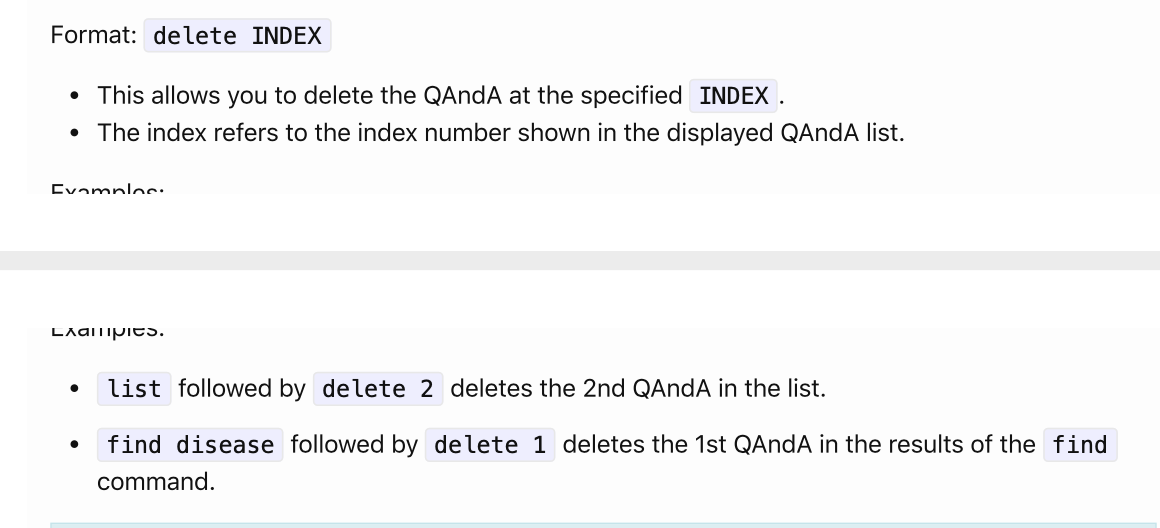 Format: delete INDEX
• This allows you to delete the QAndA at the specified INDEX.
• The index refers to the index number shown in the displayed QAndA list.
Examples:
Examples:
• list followed by delete 2 deletes the 2nd QAndA in the list.
• find disease followed by delete 1 deletes the 1st QAndA in the results of the find
command.